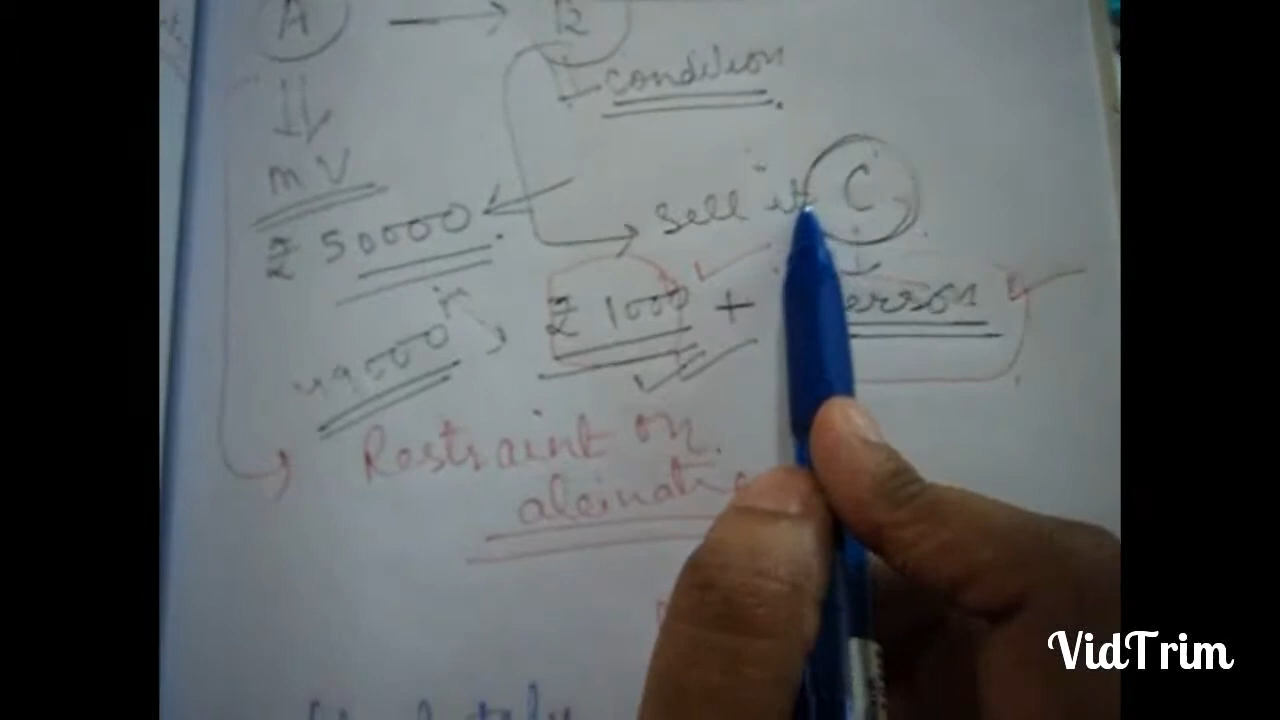 A → B
condition
mV
sell it C
₹ 50000
₹ 1000 + erson
49000
Restraint on
aleinatio
VidTrim